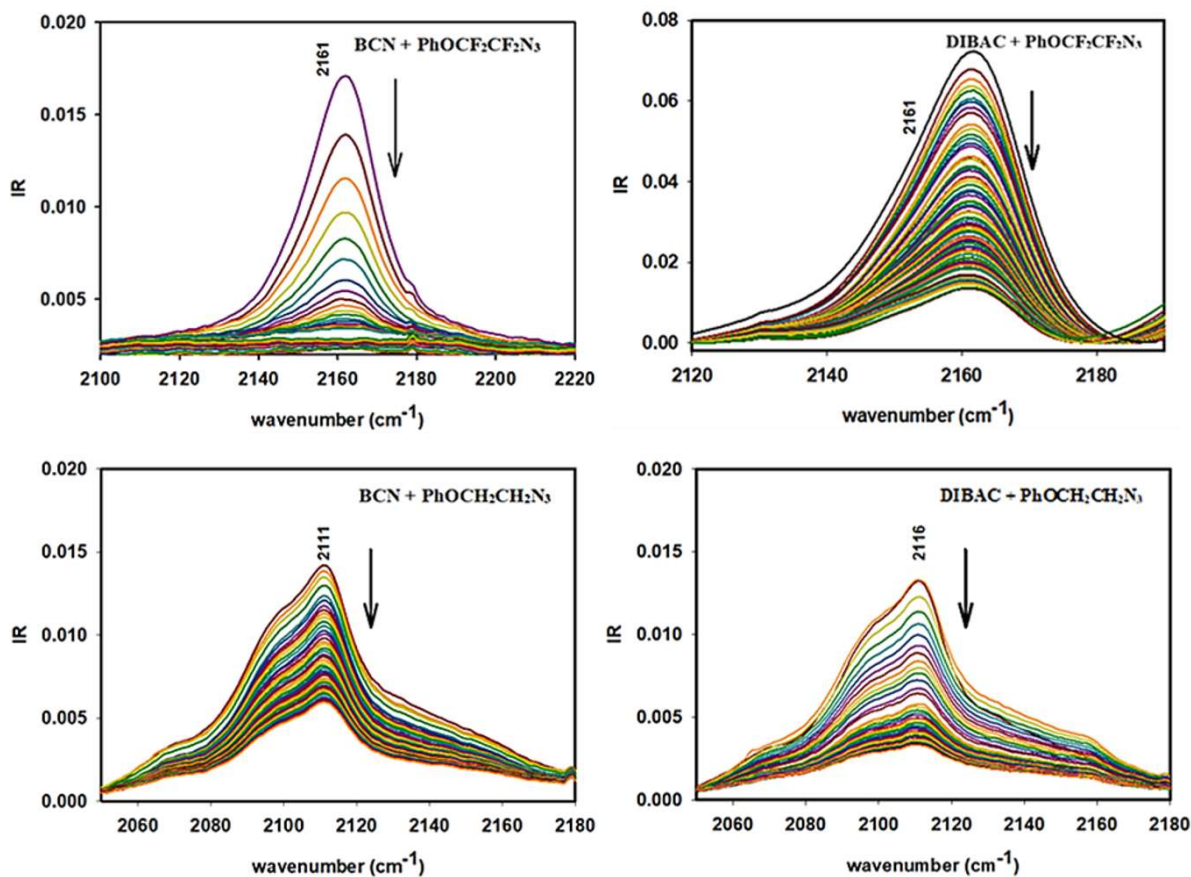 BCN + PhOCF₂CF₂N₃
2161
IR
0.020
0.015
0.010
0.005
2100 2120 2140 2160 2180 2200 2220
wavenumber (cm⁻¹)
DIBAC + PhOCF₂CF₂N₃
2161
IR
0.08
0.06
0.04
0.02
0.00
2120 2140 2160 2180
wavenumber (cm⁻¹)
BCN + PhOCH₂CH₂N₃
2111
IR
0.020
0.015
0.010
0.005
0.000
2060 2080 2100 2120 2140 2160 2180
wavenumber (cm⁻¹)
DIBAC + PhOCH₂CH₂N₃
2116
IR
0.020
0.015
0.010
0.005
0.000
2060 2080 2100 2120 2140 2160 2180
wavenumber (cm⁻¹)